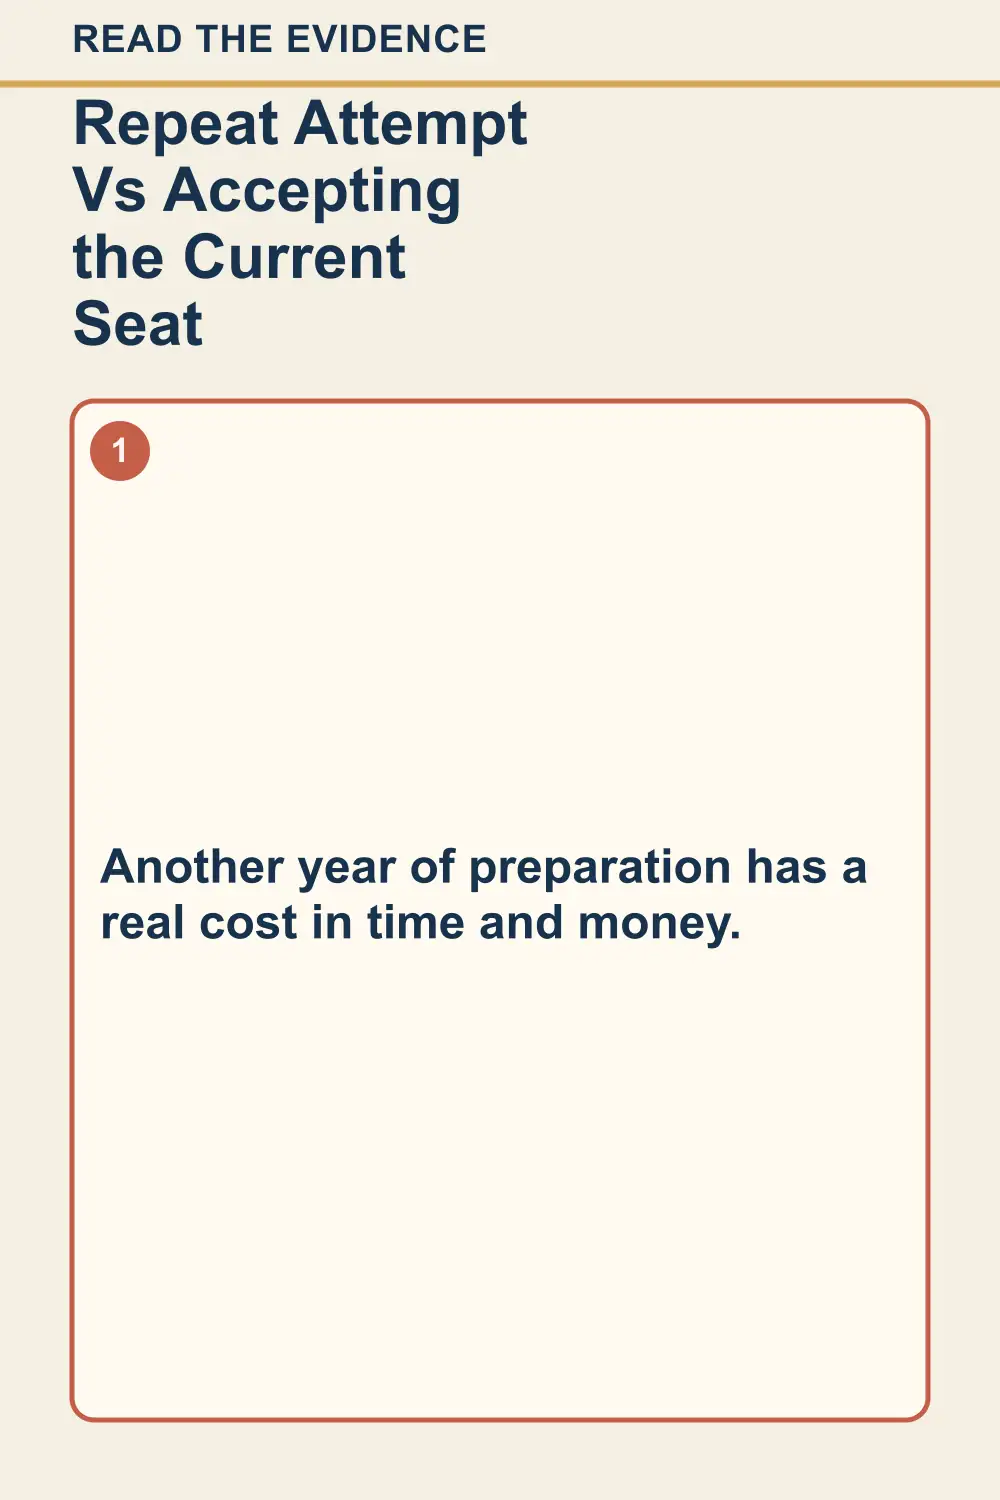 READ THE EVIDENCE
Repeat Attempt
Vs Accepting
the Current
Seat
1
Another year of preparation has a
real cost in time and money.